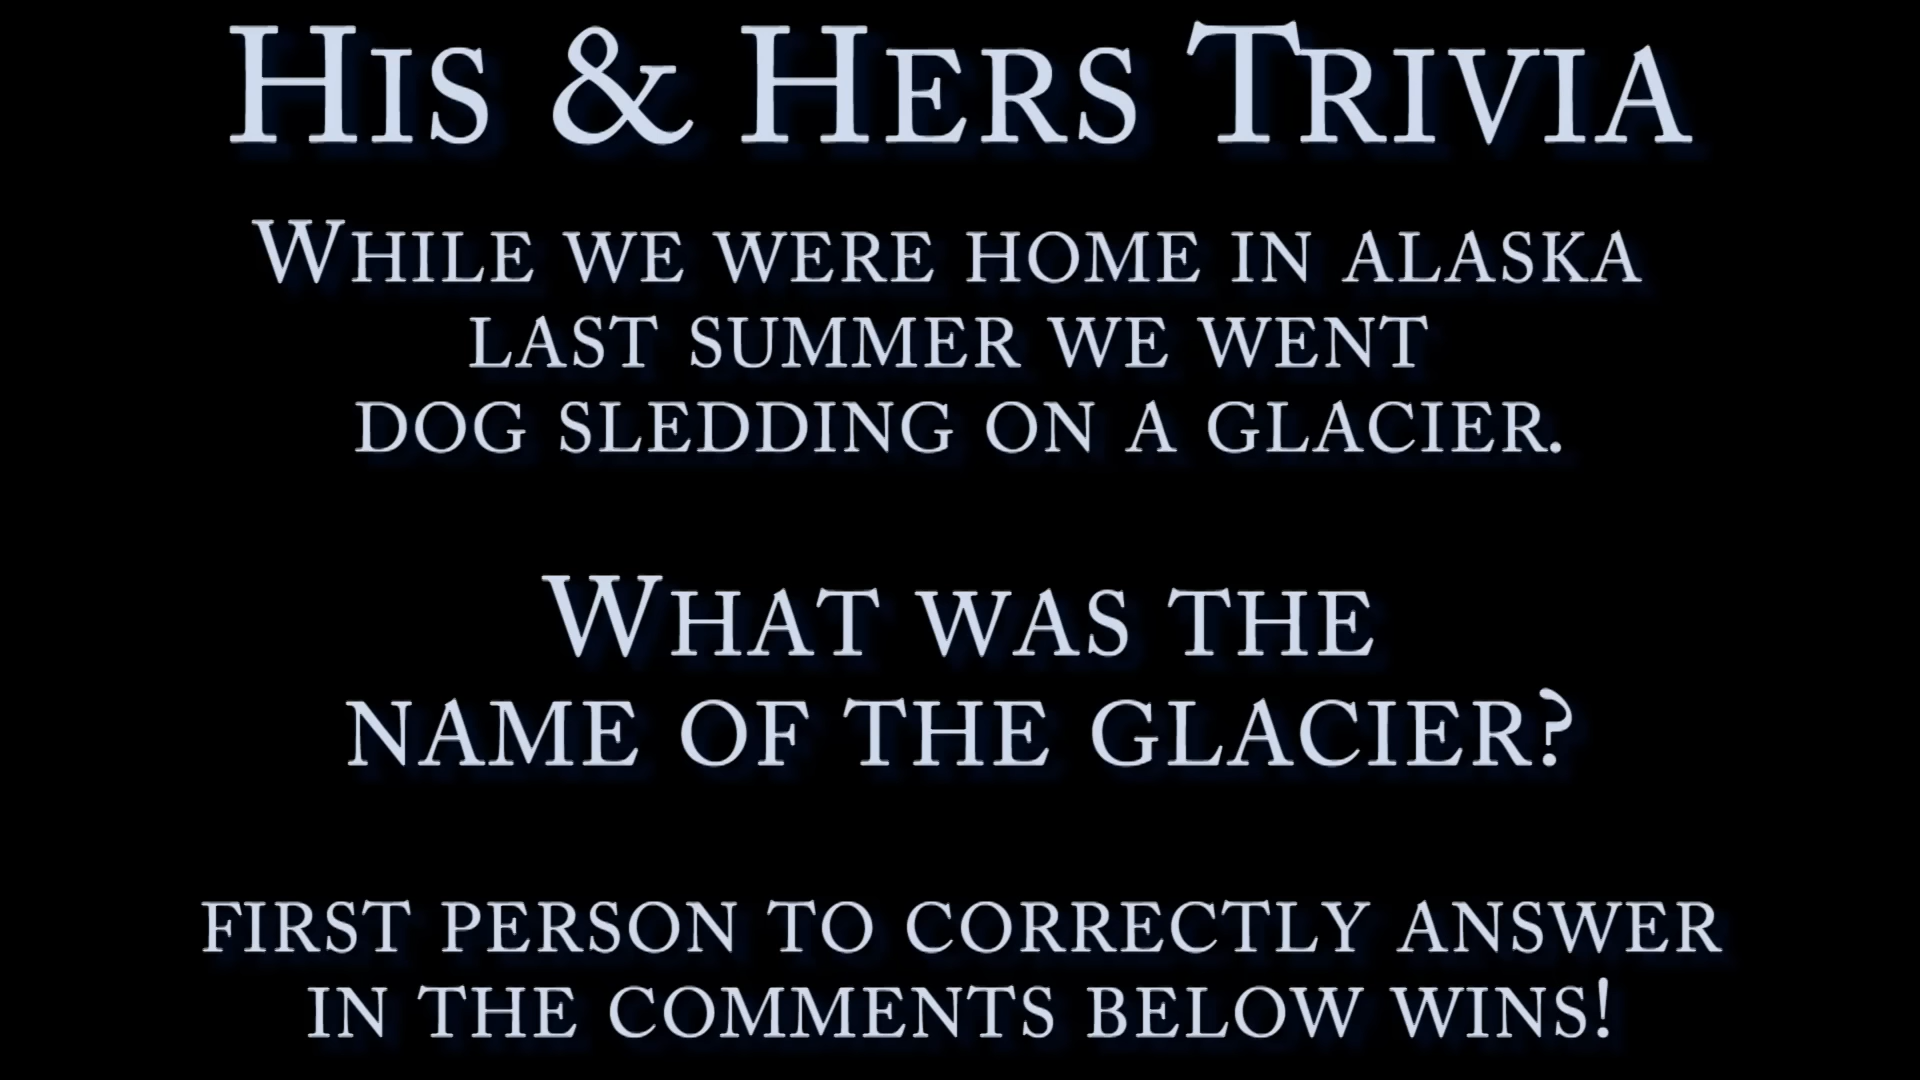 His & Hers Trivia
While we were home in alaska
last summer we went
dog sledding on a glacier.
What was the
name of the glacier?
first person to correctly answer
in the comments below wins!